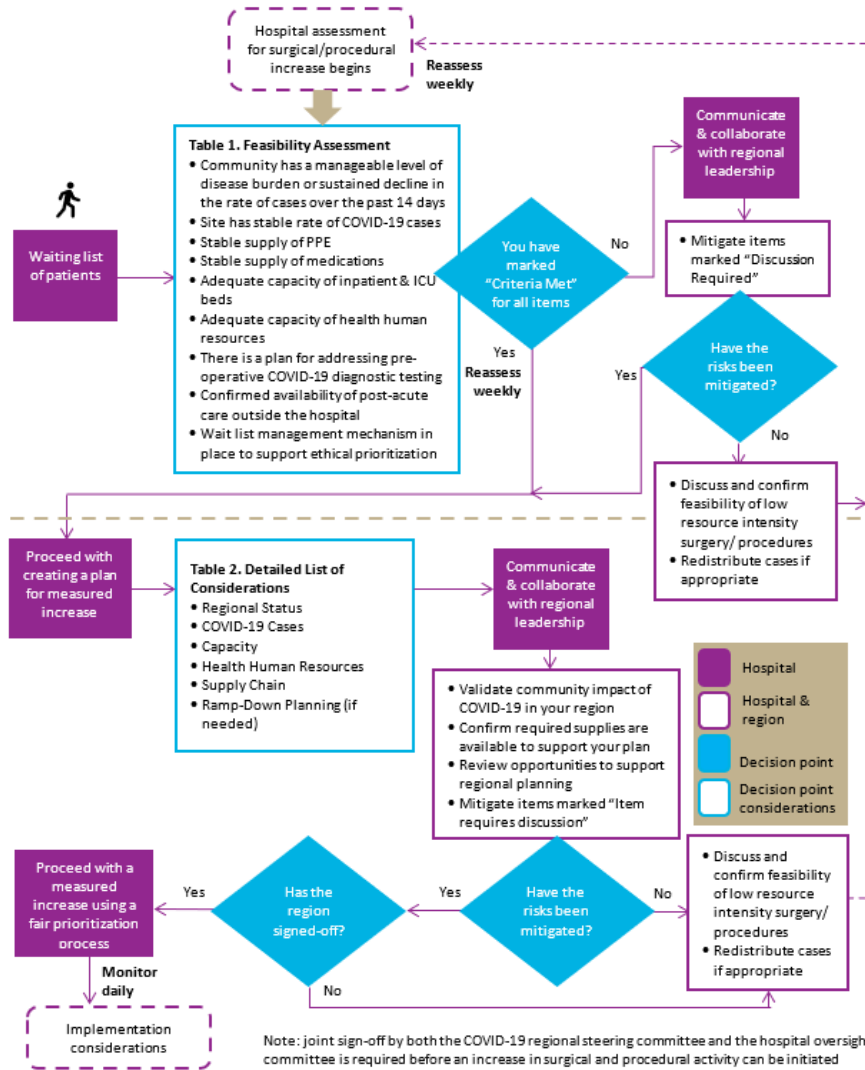 Hospital assessment
for surgical/procedural
increase begins
Reassess
weekly
Waiting list
of patients
Table 1. Feasibility Assessment
• Community has a manageable level of
disease burden or sustained decline in
the rate of cases over the past 14 days
• Site has stable rate of COVID-19 cases
• Stable supply of PPE
• Stable supply of medications
• Adequate capacity of inpatient & ICU
beds
• Adequate capacity of health human
resources
• There is a plan for addressing pre-
operative COVID-19 diagnostic testing
• Confirmed availability of post-acute
care outside the hospital
• Wait list management mechanism in
place to support ethical prioritization
You have
marked
"Criteria Met"
for all items
No
Yes
Reassess
weekly
Communicate
& collaborate
with regional
leadership
• Mitigate items
marked "Discussion
Required"
Have the
risks been
mitigated?
Yes
No
• Discuss and confirm
feasibility of low
resource intensity
surgery/ procedures
• Redistribute cases if
appropriate
Proceed with
creating a plan
for measured
increase
Table 2. Detailed List of
Considerations
• Regional Status
• COVID-19 Cases
• Capacity
• Health Human Resources
• Supply Chain
• Ramp-Down Planning (if
needed)
Communicate
& collaborate
with regional
leadership
• Validate community impact of
COVID-19 in your region
• Confirm required supplies are
available to support your plan
• Review opportunities to support
regional planning
• Mitigate items marked "Item
requires discussion"
Hospital
Hospital &
region
Decision point
Decision point
considerations
Have the
risks been
mitigated?
Yes
No
• Discuss and
confirm feasibility
of low resource
intensity surgery/
procedures
• Redistribute cases
if appropriate
Has the
region
signed-off?
Yes
No
Proceed with a
measured
increase using a
fair prioritization
process
Monitor
daily
Implementation
considerations
Note: joint sign-off by both the COVID-19 regional steering committee and the hospital oversigh
committee is required before an increase in surgical and procedural activity can be initiated